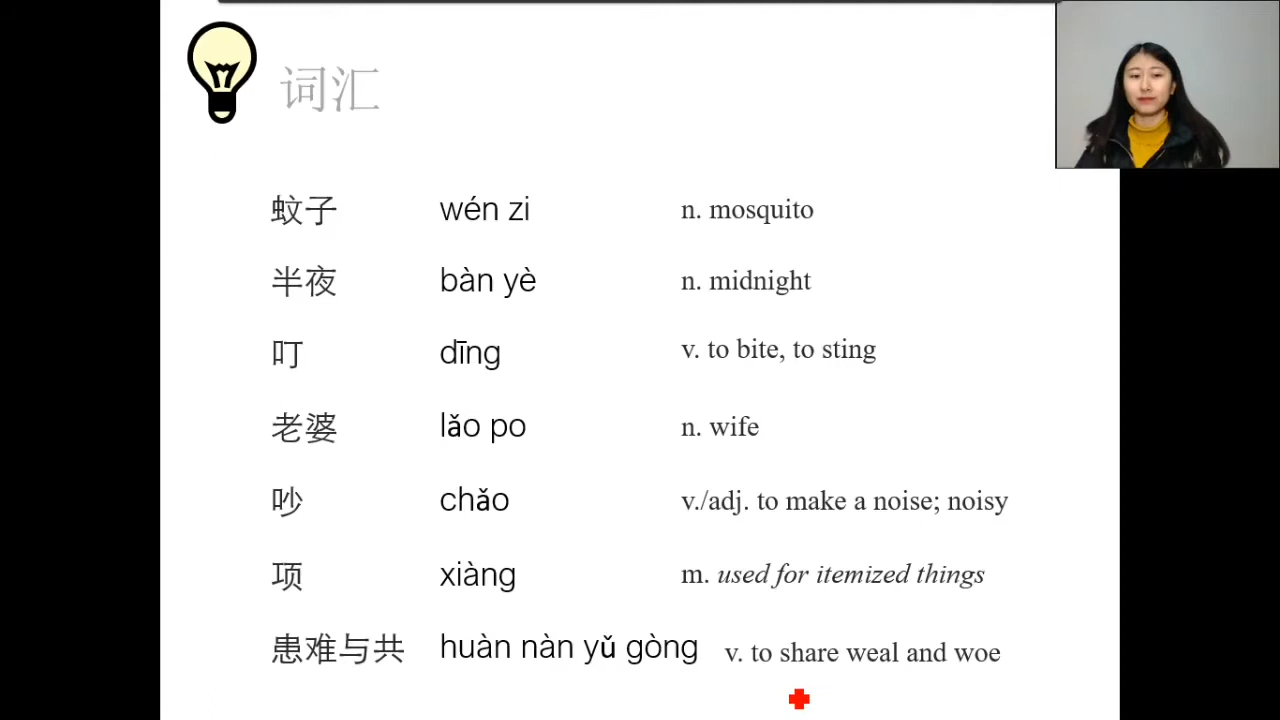 词汇
蚊子 wén zi n. mosquito
半夜 bàn yè n. midnight
叮 dīng v. to bite, to sting
老婆 lǎo po n. wife
吵 chǎo v./adj. to make a noise; noisy
项 xiàng m. used for itemized things
患难与共 huàn nàn yǔ gòng v. to share weal and woe